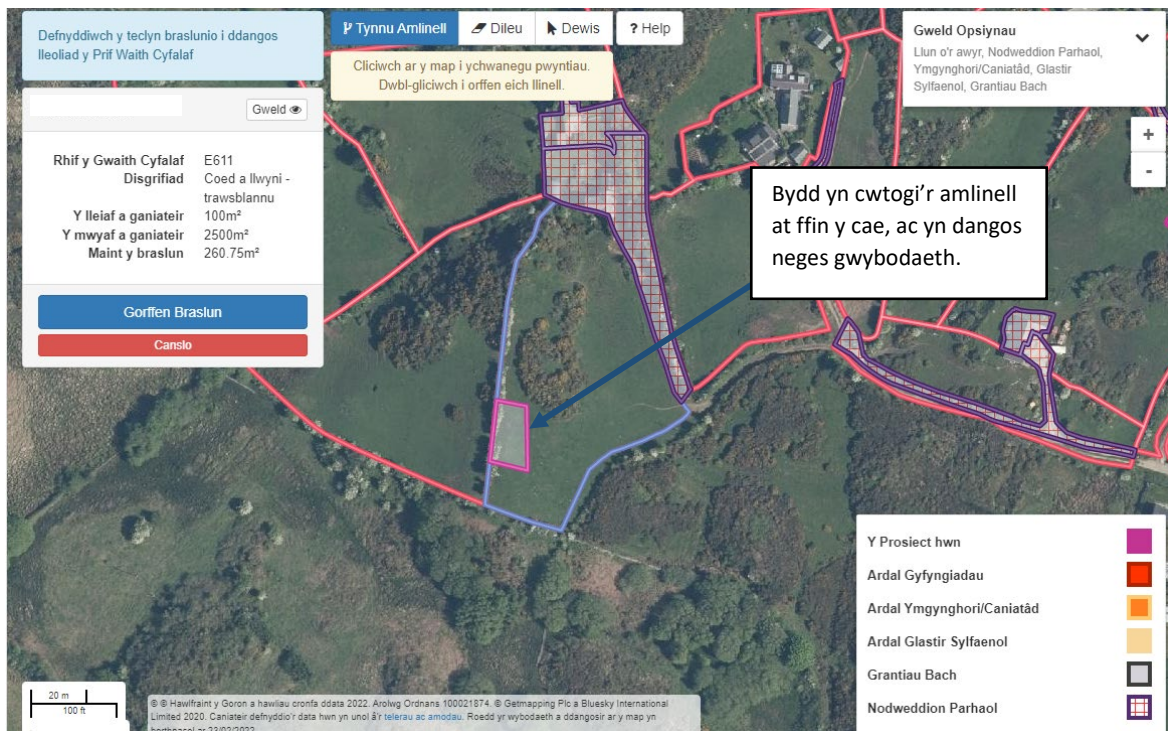 Defnyddiwch y teclyn braslunio i ddangos
lleoliad y Prif Waith Cyfalaf
Tynnu Amlinell
Dileu
Dewis
? Help
Cliciwch ar y map i ychwanegu pwyntiau.
Dwbl-gliciwch i orffen eich llinell.
Gweld Opsiynau
Llun o'r awyr, Nodweddion Parhaol,
Ymgynghori/Caniatâd, Glastir
Sylfaenol, Grantiau Bach
+
-
Gweld
Rhif y Gwaith Cyfalaf E611
Disgrifiad Coed a llwyni -
trawsblannu
Y lleiaf a ganiateir 100m²
Y mwyaf a ganiateir 2500m²
Maint y braslun 260.75m²
Gorffen Braslun
Canslo
Bydd yn cwtogi’r amlinell
at ffin y cae, ac yn dangos
neges gwybodaeth.
Y Prosiect hwn
Ardal Gyfyngiadau
Ardal Ymgynghori/Caniatâd
Ardal Glastir Sylfaenol
Grantiau Bach
Nodweddion Parhaol
20 m
100 ft
© ® Hawlfraint y Goron a hawliau cronfa ddata 2022. Arolwg Ordnans 100021874. © Getmapping Plc a Bluesky International
Limited 2020. Caniateir defnyddio'r data hwn yn unol â'r telerau ac amodau. Roedd yr wybodaeth a ddangosir ar y map yn
berthnasol ar 23/02/2022